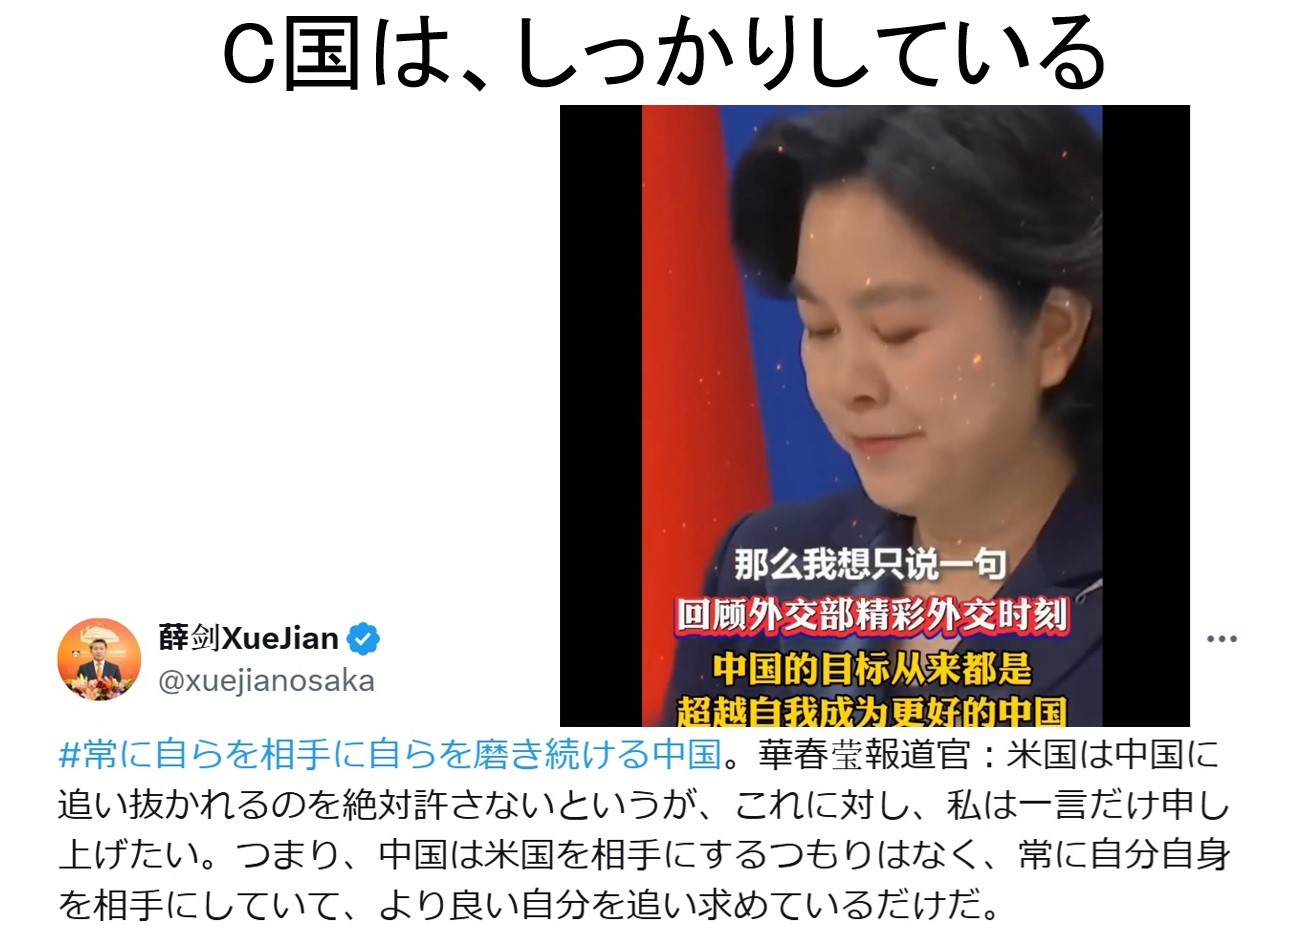 C国は、しっかりしている
那么我想只说一句
回顾外交部精彩外交时刻
中国的目标从来都是
超越自我成为更好的中国
薛剑XueJian
@xuejianosaka
#常に自らを相手に自らを磨き続ける中国。華春莹報道官：米国は中国に
追い抜かれるのを絶対許さないというが、これに対し、私は一言だけ申し
上げたい。つまり、中国は米国を相手にするつもりはなく、常に自分自身
を相手にしていて、より良い自分を追い求めているだけだ。